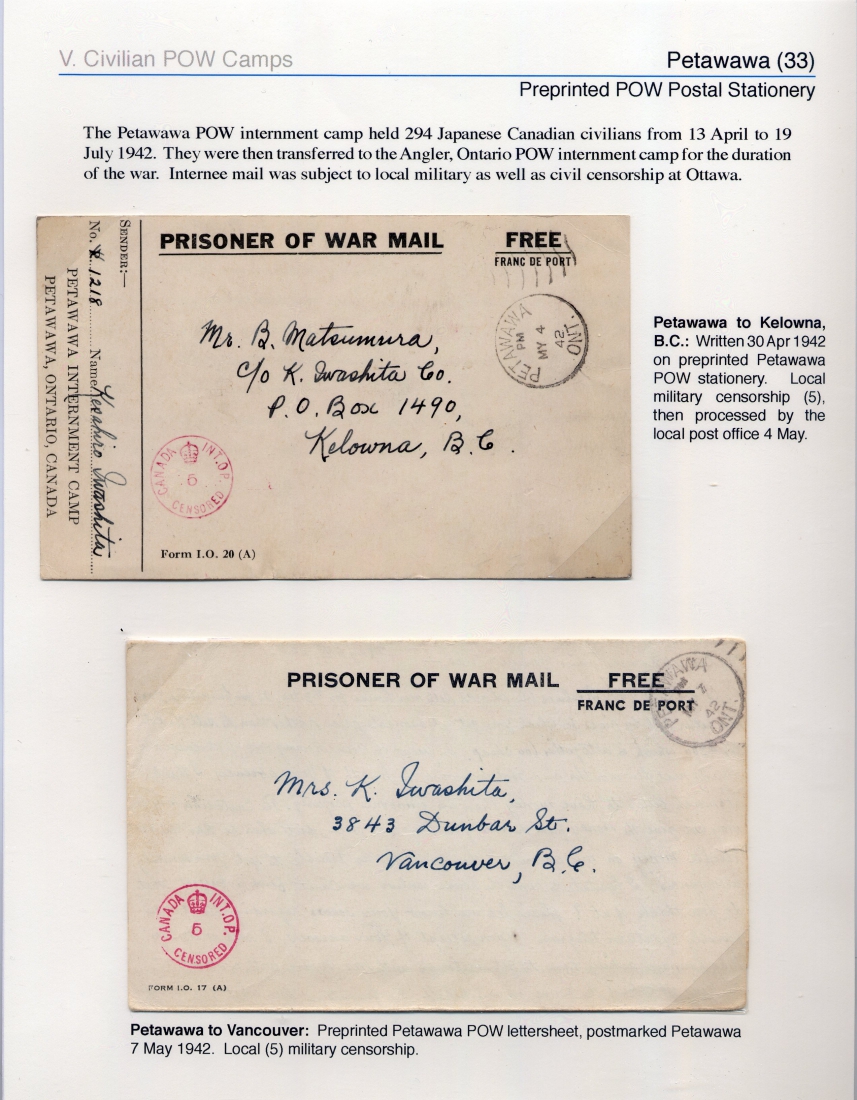 V. Civilian POW Camps
Petawawa (33)
Preprinted POW Postal Stationery
The Petawawa POW internment camp held 294 Japanese Canadian civilians from 13 April to 19
July 1942. They were then transferred to the Angler, Ontario POW internment camp for the duration
of the war. Internee mail was subject to local military as well as civil censorship at Ottawa.
SENDER:—
No. 1218 Name Kesashiro Iwashita
PETAWAWA INTERNMENT CAMP
PETAWAWA, ONTARIO, CANADA
PRISONER OF WAR MAIL
FREE
FRANC DE PORT
PETAWAWA
PM
MY 4
42
ONT.
Mr. B. Matsumura,
c/o K. Iwashita Co.
P.O. Box 1490,
Kelowna, B.C.
CANADA INT.OP.
CENSORED
Form I.O. 20 (A)
Petawawa to Kelowna,
B.C.: Written 30 Apr 1942
on preprinted Petawawa
POW stationery. Local
military censorship (5),
then processed by the
local post office 4 May.
PRISONER OF WAR MAIL
FREE
FRANC DE PORT
PETAWAWA
42
ONT.
Mrs. K. Iwashita,
3843 Dunbar St.
Vancouver, B.C.
CANADA INT.OP.
5
CENSORED
FORM I.O. 17 (A)
Petawawa to Vancouver: Preprinted Petawawa POW lettersheet, postmarked Petawawa
7 May 1942. Local (5) military censorship.